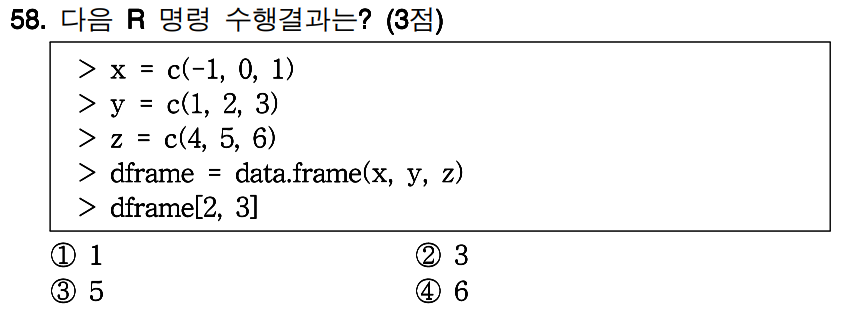 58. 다음 R 명령 수행결과는? (3점)
> x = c(-1, 0, 1)
> y = c(1, 2, 3)
> z = c(4, 5, 6)
> dframe = data.frame(x, y, z)
> dframe[2, 3]
① 1 ② 3
③ 5 ④ 6